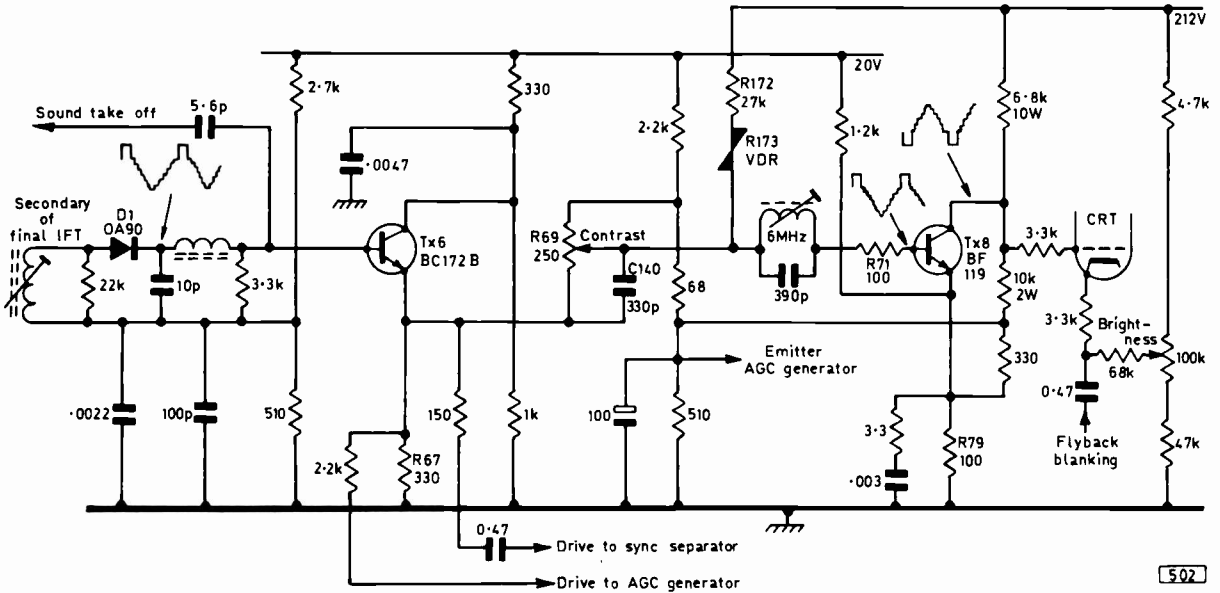 212V
20V
2·7k
330
R172
27k
6·8k
10W
4·7k
5·6p
Sound take off
2·2k
1·2k
R173
VDR
·0047
Secondary
of
final IFT
D1
OA90
CRT
Tx6
BC172 B
R69
250
Contrast
6MHz
R71
100
Tx8
BF
119
3·3k
22k
10p
3·3k
C140
330p
68
390p
10k
2W
3·3k
Bright-
ness
100k
68k
Emitter
AGC generator
330
0·47
·0022
100p
510
150
1k
100
510
3·3
Flyback
blanking
47k
2·2k
R67
330
·003
R79
100
0·47
Drive to sync separator
Drive to AGC generator
502